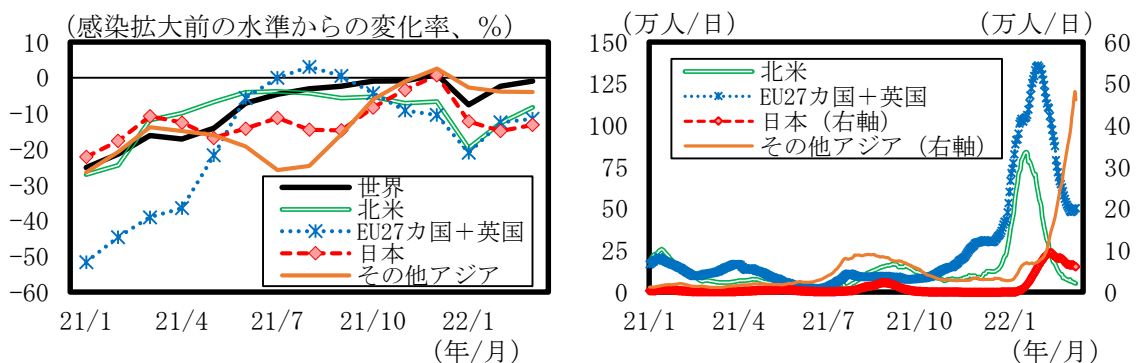 (感染拡大前の水準からの変化率、%)
10
0
-10
-20
-30
-40
-50
-60
世界
北米
EU27カ国+英国
日本
その他アジア
21/1 21/4 21/7 21/10 22/1
(年/月)
(万人/日) (万人/日)
150 60
125 50
100 40
75 30
50 20
25 10
0 0
北米
EU27カ国+英国
日本(右軸)
その他アジア(右軸)
21/1 21/4 21/7 21/10 22/1
(年/月)